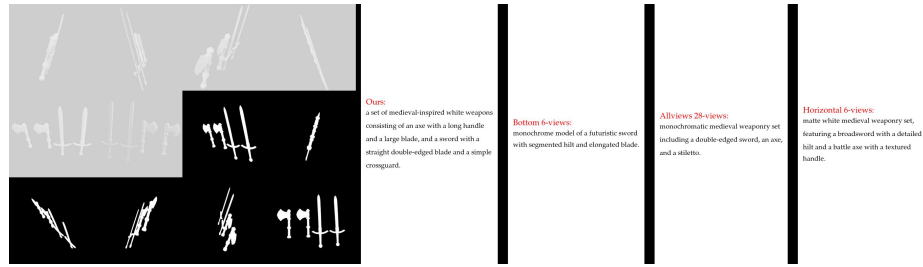 Ours:
a set of medieval-inspired white weapons
consisting of an axe with a long handle
and a large blade, and a sword with a
straight double-edged blade and a simple
crossguard.
Bottom 6-views:
monochrome model of a futuristic sword
with segmented hilt and elongated blade.
Allviews 28-views:
monochromatic medieval weaponry set
including a double-edged sword, an axe,
and a stiletto.
Horizontal 6-views:
matte white medieval weaponry set,
featuring a broadsword with a detailed
hilt and a battle axe with a textured
handle.